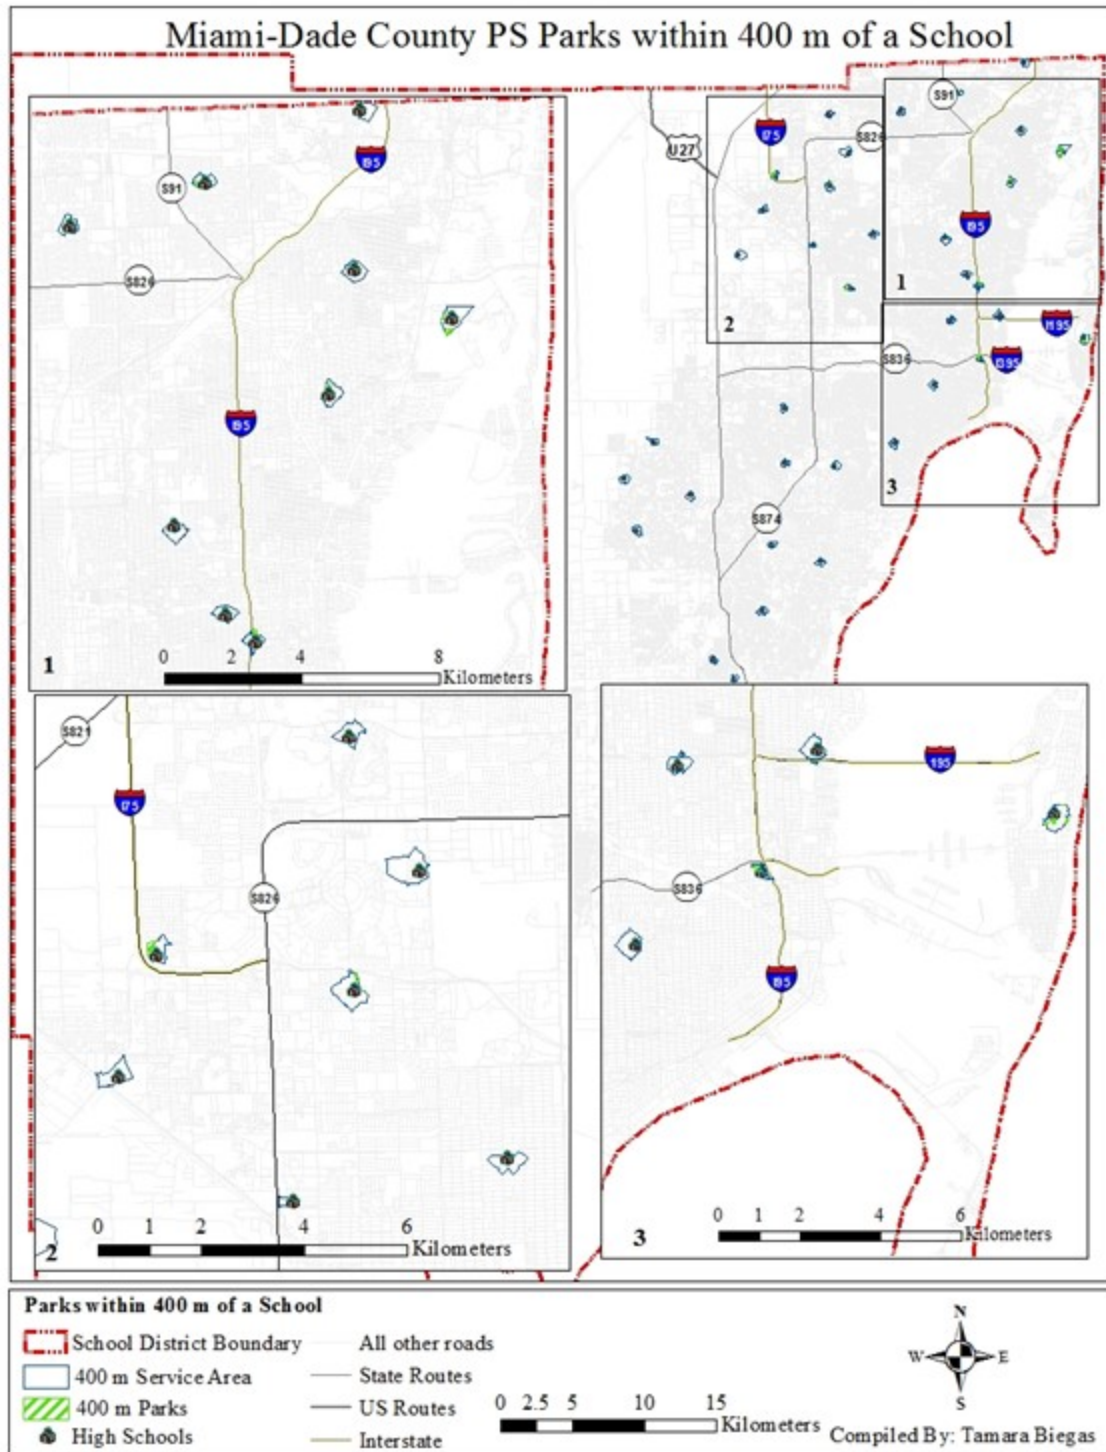 Miami-Dade County PS Parks within 400 m of a School
I95
S91
S826
I95
1
0 2 4 8
Kilometers
U27
I75
S826
S91
I95
1
2
I195
I395
S836
3
S874
S821
I75
S826
0 1 2 4 6
Kilometers
2
195
S836
I95
3
0 1 2 4 6
Kilometers
Parks within 400 m of a School
School District Boundary
400 m Service Area
400 m Parks
High Schools
All other roads
State Routes
US Routes
Interstate
0 2.5 5 10 15
Kilometers
N
W E
S
Compiled By: Tamara Biegas